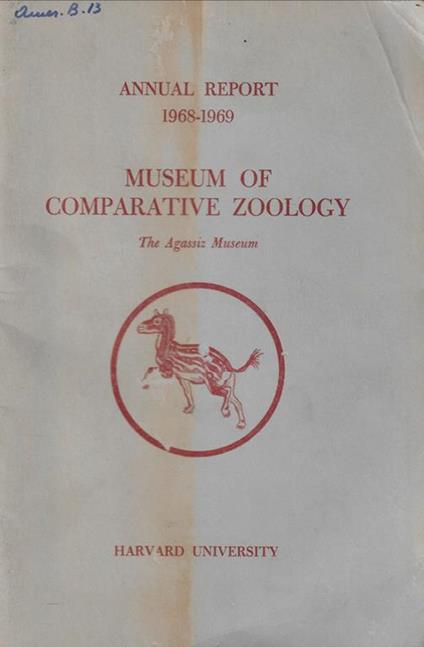 Amer. B. 13
ANNUAL REPORT
1968-1969
MUSEUM OF
COMPARATIVE ZOOLOGY
The Agassiz Museum
HARVARD UNIVERSITY